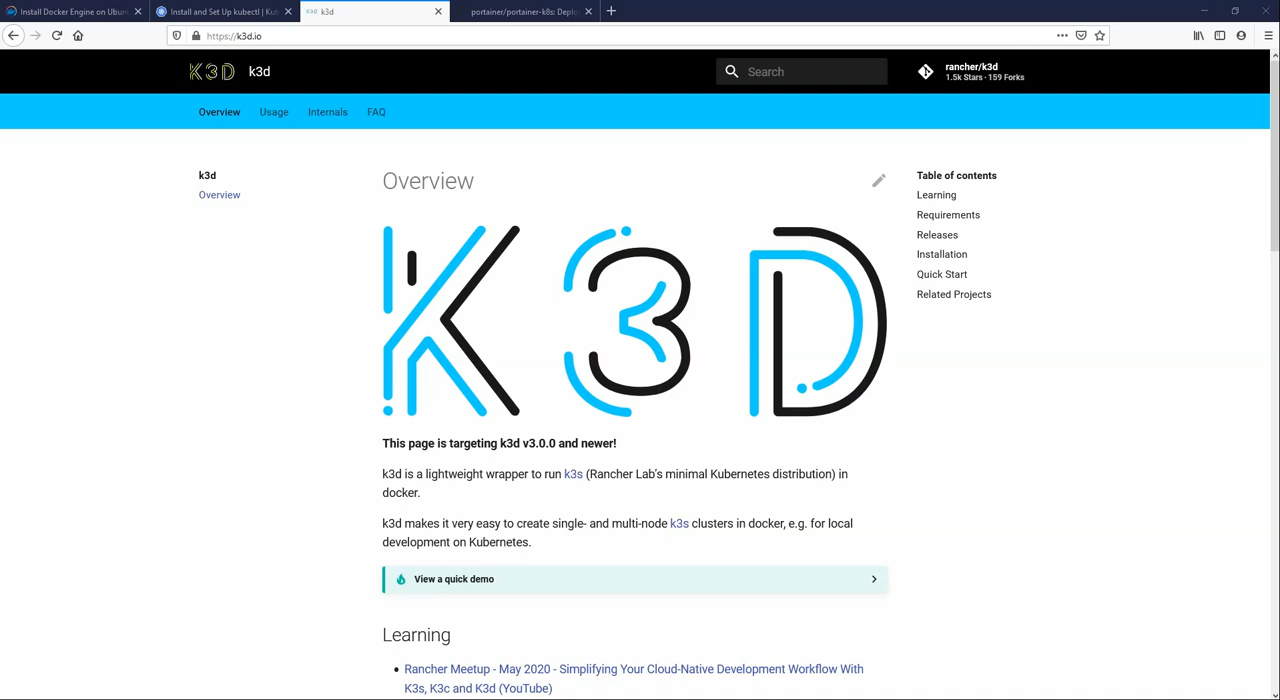 Install Docker Engine on Ubun
Install and Set Up kubectl | Kub
k3d
portainer/portainer-k8s: Deplo
https://k3d.io
K3D
k3d
Search
rancher/k3d
1.5k Stars · 159 Forks
Overview
Usage
Internals
FAQ
k3d
Overview
Overview
Table of contents
Learning
Requirements
Releases
Installation
Quick Start
Related Projects
K3D
This page is targeting k3d v3.0.0 and newer!
k3d is a lightweight wrapper to run k3s (Rancher Lab's minimal Kubernetes distribution) in
docker.
k3d makes it very easy to create single- and multi-node k3s clusters in docker, e.g. for local
development on Kubernetes.
View a quick demo
Learning
Rancher Meetup - May 2020 - Simplifying Your Cloud-Native Development Workflow With
K3s, K3c and K3d (YouTube)